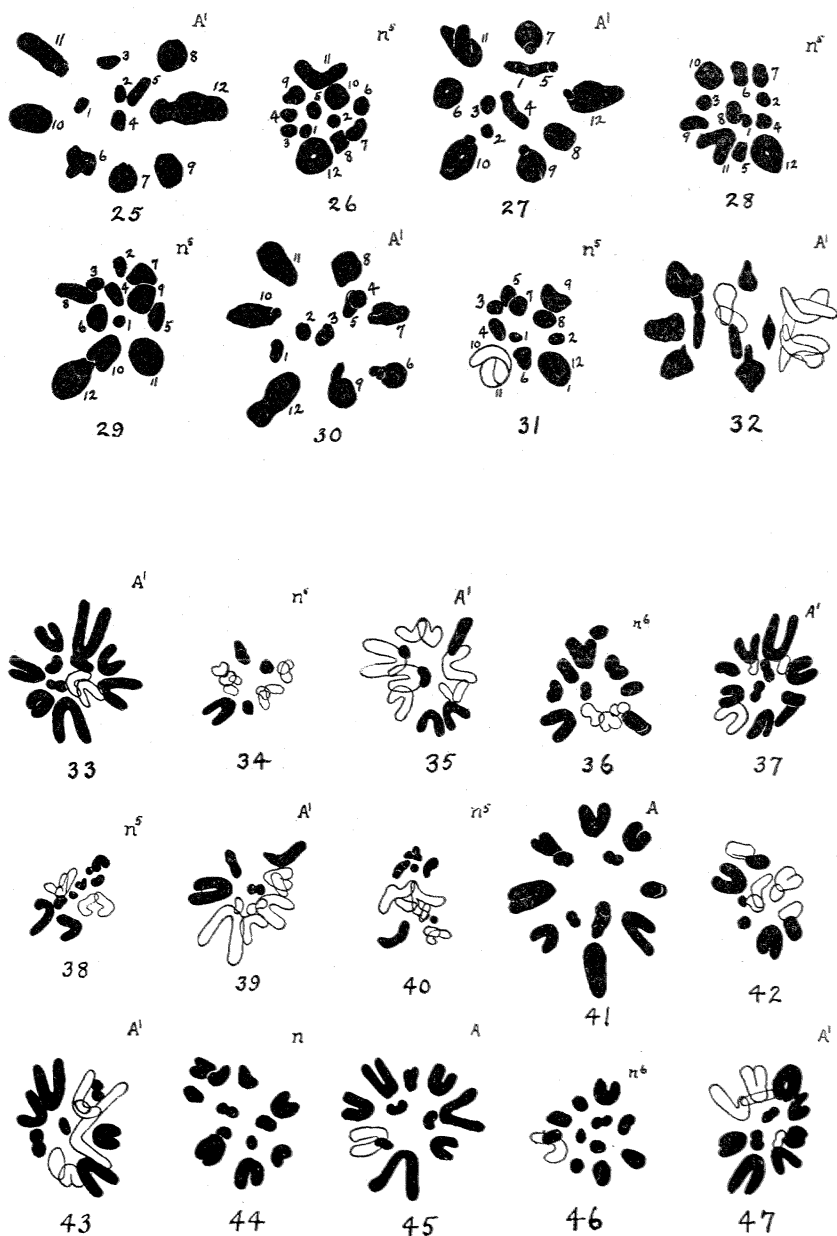 A¹ n⁵ A¹ n⁵
11 3 8 2 5 12 1 4 10 6 7 9
11 9 10 5 6 4 2 3 1 7 8 12
11 7 1 5 6 3 4 12 2 8 10 9
10 6 7 3 2 8 1 4 9 11 5 12
25 26 27 28
n⁵ A¹ n⁵ A¹
2 3 7 8 4 9 6 1 5 10 11 12
11 8 10 4 5 7 2 3 1 6 9 12
5 9 3 7 8 4 1 2 10 6 12 11 1
29 30 31 32
A¹ n⁶ A¹ n⁶ A¹
33 34 35 36 37
n⁵ A¹ n⁵ A
38 39 40 41 42
A¹ n A n⁶ A¹
43 44 45 46 47